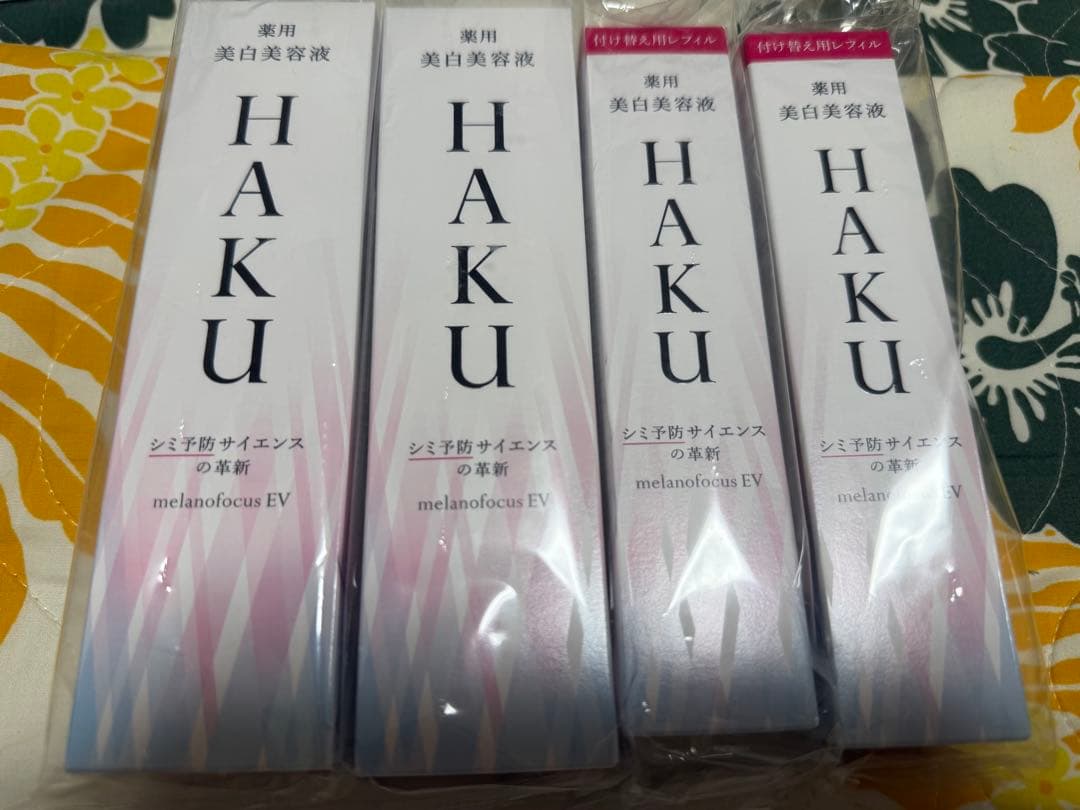 薬用
美白美容液
HAKU
シミ予防サイエンス
の革新
melanofocus EV
薬用
美白美容液
HAKU
シミ予防サイエンス
の革新
melanofocus EV
付け替え用レフィル
薬用
美白美容液
HAKU
シミ予防サイエンス
の革新
melanofocus EV
付け替え用レフィル
薬用
美白美容液
HAKU
シミ予防サイエンス
の革新
melanofocus EV